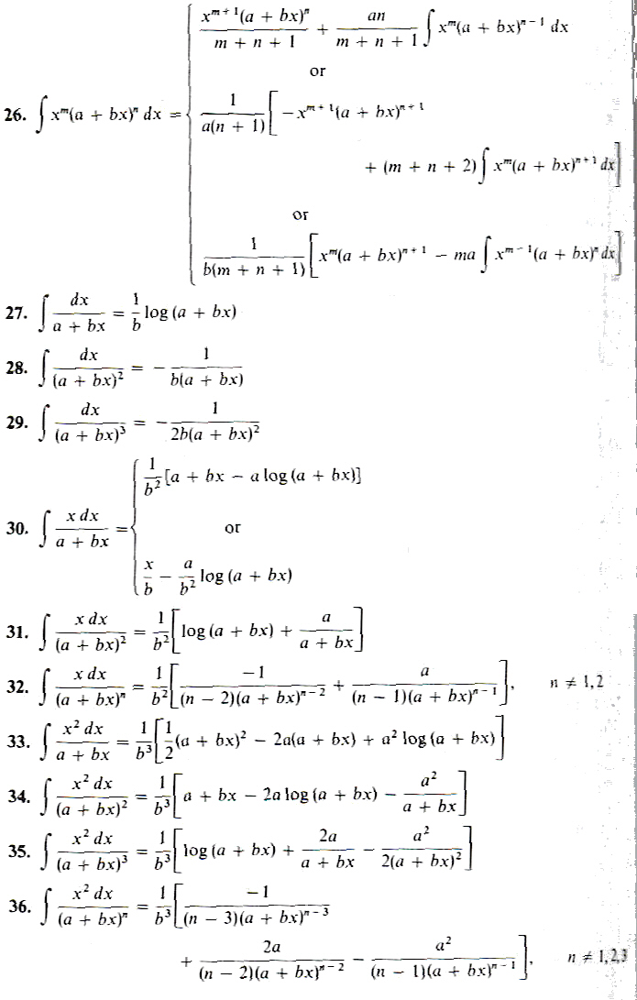 26. ∫ x^m(a + bx)^n dx = { x^{m+1}(a + bx)^n / (m + n + 1) + an / (m + n + 1) ∫ x^m(a + bx)^{n−1} dx
or
1 / (a(n + 1)) [ −x^{m+1}(a + bx)^{n+1}
+ (m + n + 2) ∫ x^m(a + bx)^{n+1} dx ]
or
1 / (b(m + n + 1)) [ x^m(a + bx)^{n+1} − ma ∫ x^{m−1}(a + bx)^n dx ]
27. ∫ dx / (a + bx) = 1/b log (a + bx)
28. ∫ dx / (a + bx)^2 = − 1 / (b(a + bx))
29. ∫ dx / (a + bx)^3 = − 1 / (2b(a + bx)^2)
30. ∫ x dx / (a + bx) = { 1/b^2 [a + bx − a log (a + bx)]
or
x/b − a/b^2 log (a + bx)
31. ∫ x dx / (a + bx)^2 = 1/b^2 [ log (a + bx) + a / (a + bx) ]
32. ∫ x dx / (a + bx)^n = 1/b^2 [ −1 / ((n − 2)(a + bx)^{n−2}) + a / ((n − 1)(a + bx)^{n−1}) ], n ≠ 1,2
33. ∫ x^2 dx / (a + bx) = 1/b^3 [ 1/2 (a + bx)^2 − 2a(a + bx) + a^2 log (a + bx) ]
34. ∫ x^2 dx / (a + bx)^2 = 1/b^3 [ a + bx − 2a log (a + bx) − a^2 / (a + bx) ]
35. ∫ x^2 dx / (a + bx)^3 = 1/b^3 [ log (a + bx) + 2a / (a + bx) − a^2 / (2(a + bx)^2) ]
36. ∫ x^2 dx / (a + bx)^n = 1/b^3 [ −1 / ((n − 3)(a + bx)^{n−3})
+ 2a / ((n − 2)(a + bx)^{n−2}) − a^2 / ((n − 1)(a + bx)^{n−1}) ], n ≠ 1,2,3